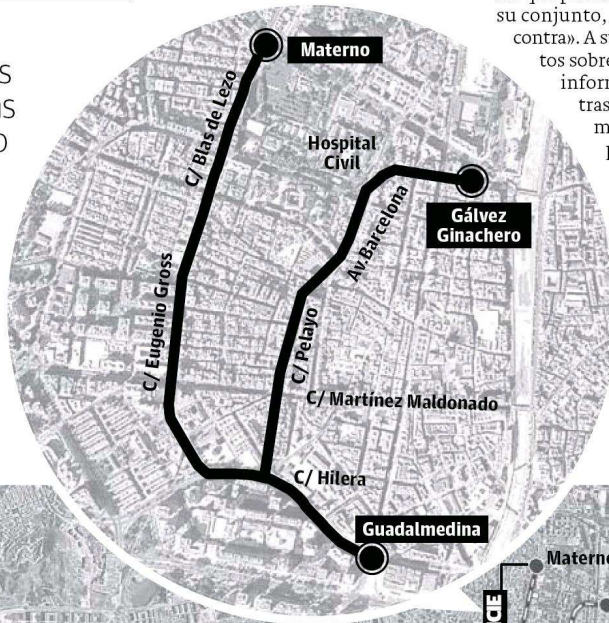 su conjunto,
contra». A su
tos sobre
inform
tras
Materno
C/ Blas de Lezo
Hospital
Civil
Gálvez
Ginachero
Av.Barcelona
C/ Eugenio Gross
C/ Pelayo
C/ Martínez Maldonado
C/ Hilera
Guadalmedina
Materno
CIE